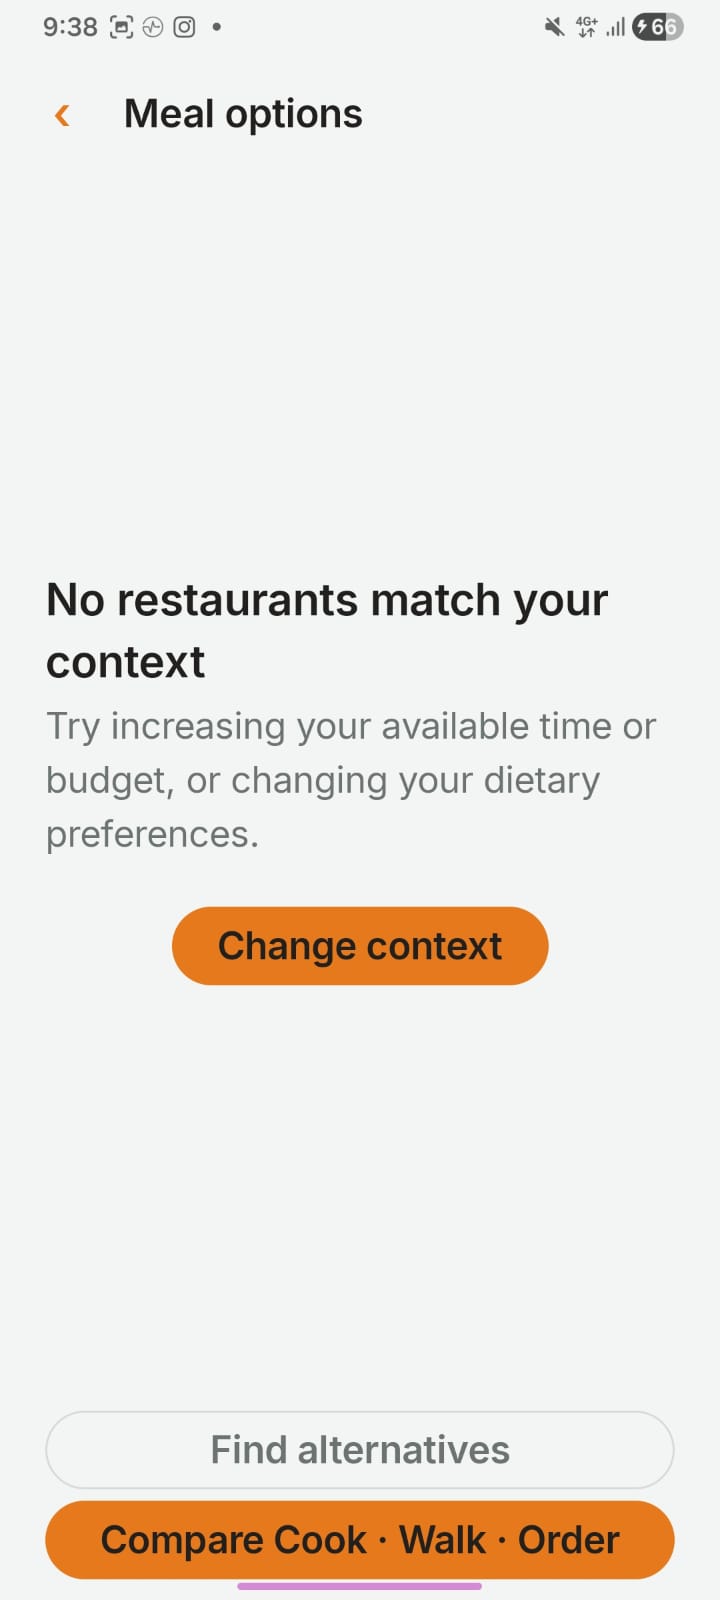 9:38
4G+
66
Meal options
No restaurants match your
context
Try increasing your available time or
budget, or changing your dietary
preferences.
Change context
Find alternatives
Compare Cook · Walk · Order